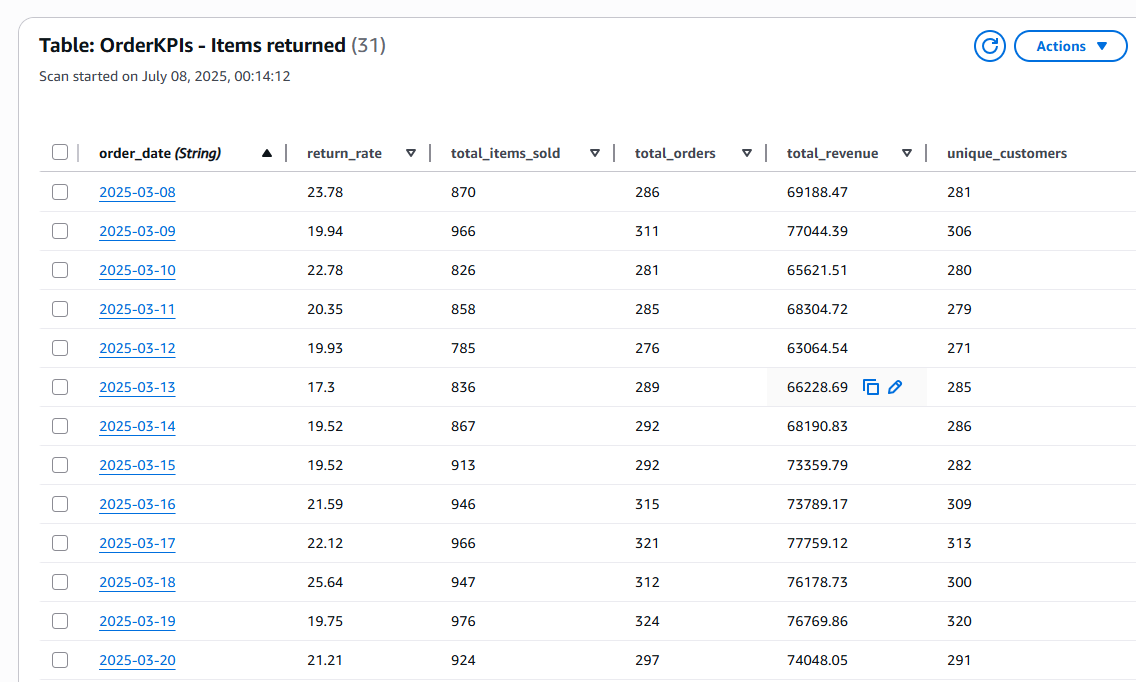 Table: OrderKPIs - Items returned (31)
Actions
Scan started on July 08, 2025, 00:14:12
order_date (String) return_rate total_items_sold total_orders total_revenue unique_customers
2025-03-08 23.78 870 286 69188.47 281
2025-03-09 19.94 966 311 77044.39 306
2025-03-10 22.78 826 281 65621.51 280
2025-03-11 20.35 858 285 68304.72 279
2025-03-12 19.93 785 276 63064.54 271
2025-03-13 17.3 836 289 66228.69 285
2025-03-14 19.52 867 292 68190.83 286
2025-03-15 19.52 913 292 73359.79 282
2025-03-16 21.59 946 315 73789.17 309
2025-03-17 22.12 966 321 77759.12 313
2025-03-18 25.64 947 312 76178.73 300
2025-03-19 19.75 976 324 76769.86 320
2025-03-20 21.21 924 297 74048.05 291